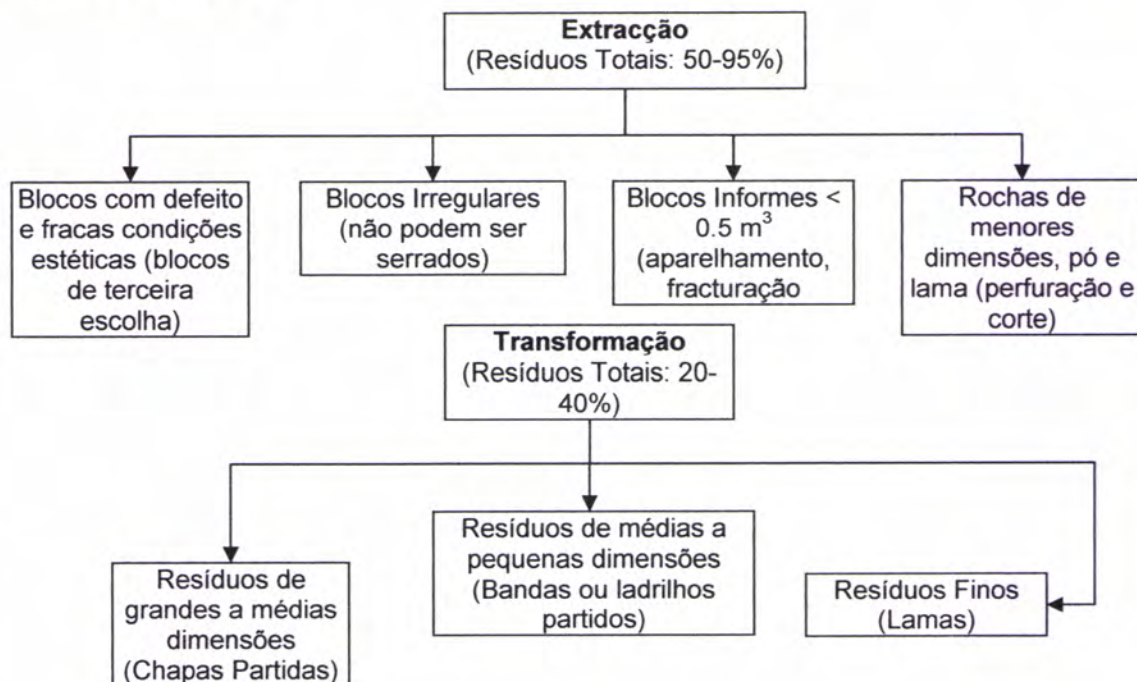 Extracção
(Resíduos Totais: 50-95%)
Blocos com defeito
e fracas condições
estéticas (blocos
de terceira
escolha)
Blocos Irregulares
(não podem ser
serrados)
Blocos Informes <
0.5 m³
(aparelhamento,
fracturação
Rochas de
menores
dimensões, pó e
lama (perfuração e
corte)
Transformação
(Resíduos Totais: 20-
40%)
Resíduos de
grandes a médias
dimensões
(Chapas Partidas)
Resíduos de médias a
pequenas dimensões
(Bandas ou ladrilhos
partidos)
Resíduos Finos
(Lamas)